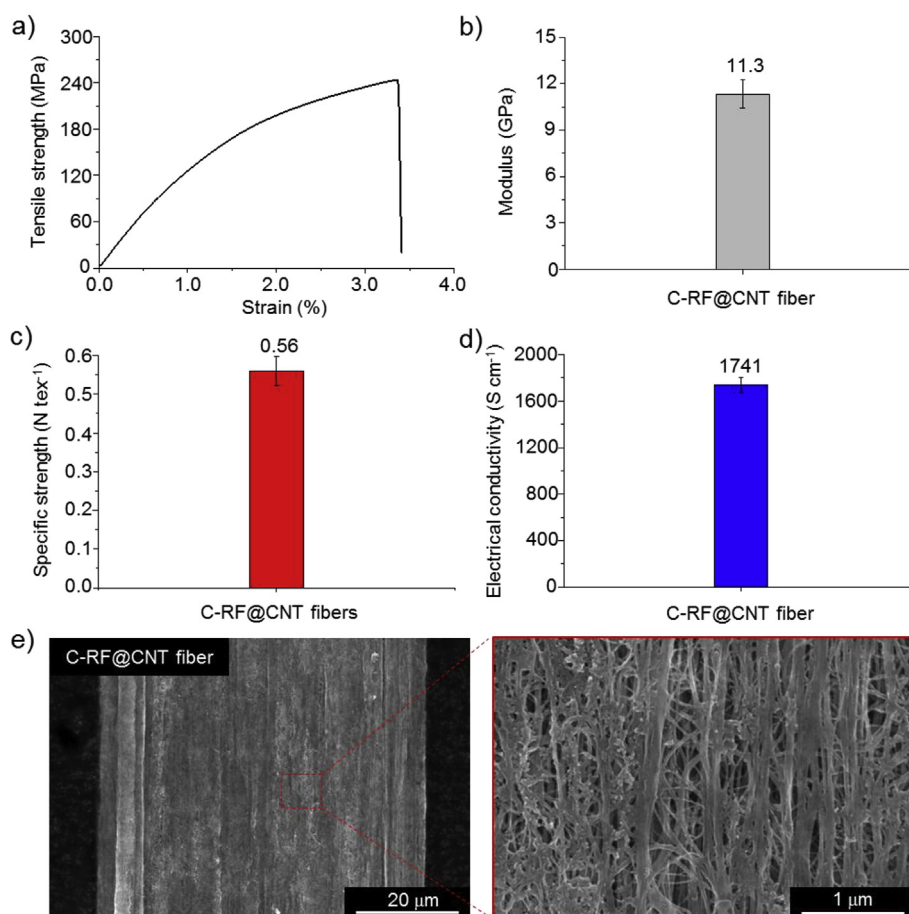 a)
300
240
180
120
60
0
0.0 1.0 2.0 3.0 4.0
Strain (%)
Tensile strength (MPa)
b)
15
12
9
6
3
0
11.3
Modulus (GPa)
C-RF@CNT fiber
c)
0.6
0.5
0.4
0.3
0.3
0.2
0.1
0.0
0.56
Specific strength (N tex⁻¹)
C-RF@CNT fibers
d)
2000
1600
1200
800
400
0
1741
Electrical conductivity (S cm⁻¹)
C-RF@CNT fiber
e)
C-RF@CNT fiber
20 μm
1 μm